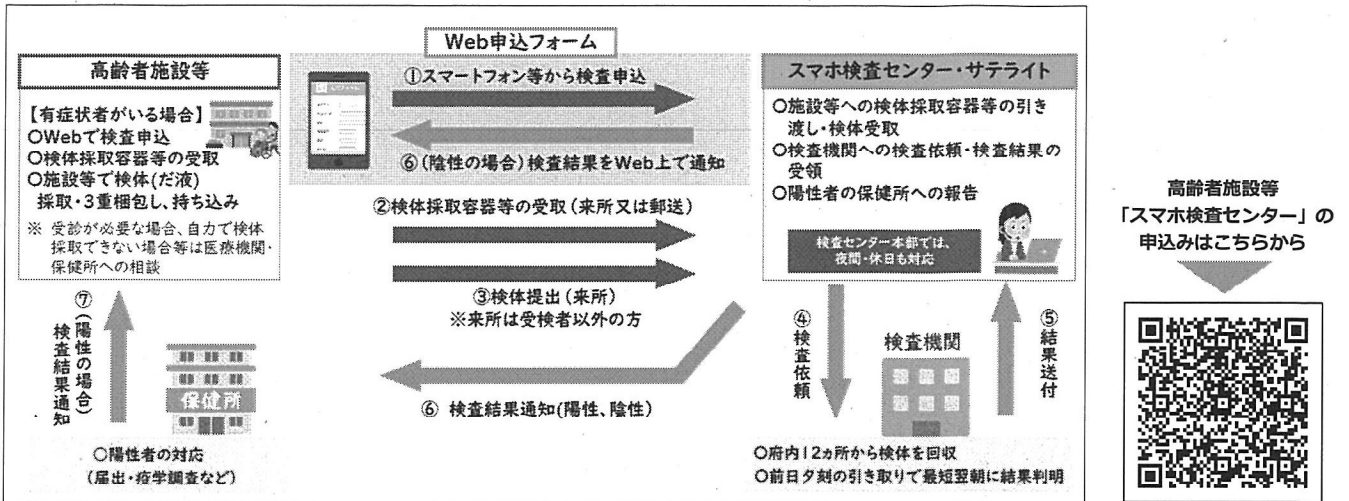 Web申込フォーム
高齢者施設等
【有症状者がいる場合】
○Webで検査申込
○検体採取容器等の受取
○施設等で検体(だ液)
採取・3重梱包し、持ち込み
※ 受診が必要な場合、自力で検体
採取できない場合等は医療機関・
保健所への相談
①スマートフォン等から検査申込
⑥(陰性の場合)検査結果をWeb上で通知
②検体採取容器等の受取(来所又は郵送)
③検体提出(来所)
※来所は受検者以外の方
⑥ 検査結果通知(陽性、陰性)
スマホ検査センター・サテライト
○施設等への検体採取容器等の引き
渡し・検体受取
○検査機関への検査依頼・検査結果の
受領
○陽性者の保健所への報告
検査センター本部では、
夜間・休日も対応
④検査依頼
検査機関
⑤結果送付
○府内12ヵ所から検体を回収
○前日夕刻の引き取りで最短翌朝に結果判明
⑦(陽性の場合)
検査結果通知
保健所
○陽性者の対応
(届出・疫学調査など)
高齢者施設等
「スマホ検査センター」の
申込みはこちらから